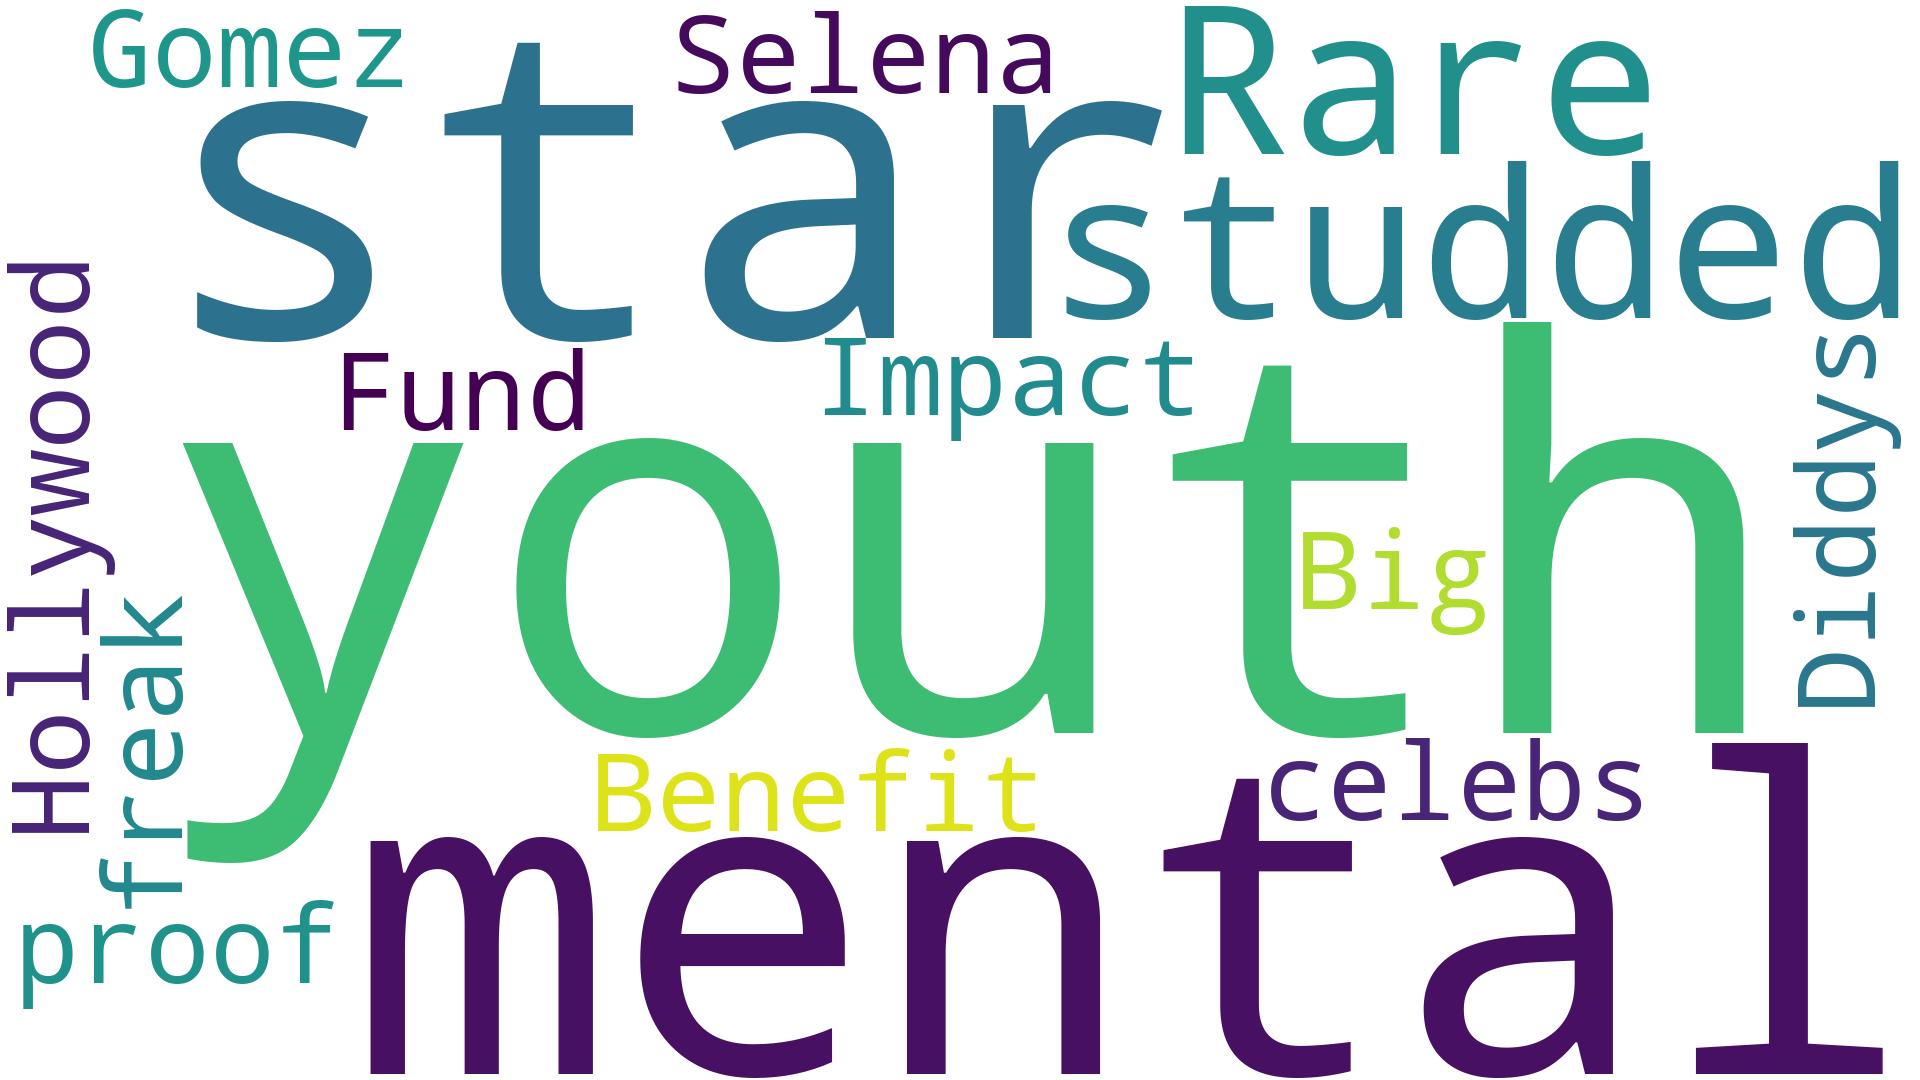 Gomez
Selena
Rare
star
studded
Hollywood
Fund
Impact
Diddys
youth
Big
freak
Benefit
celebs
proof
mental